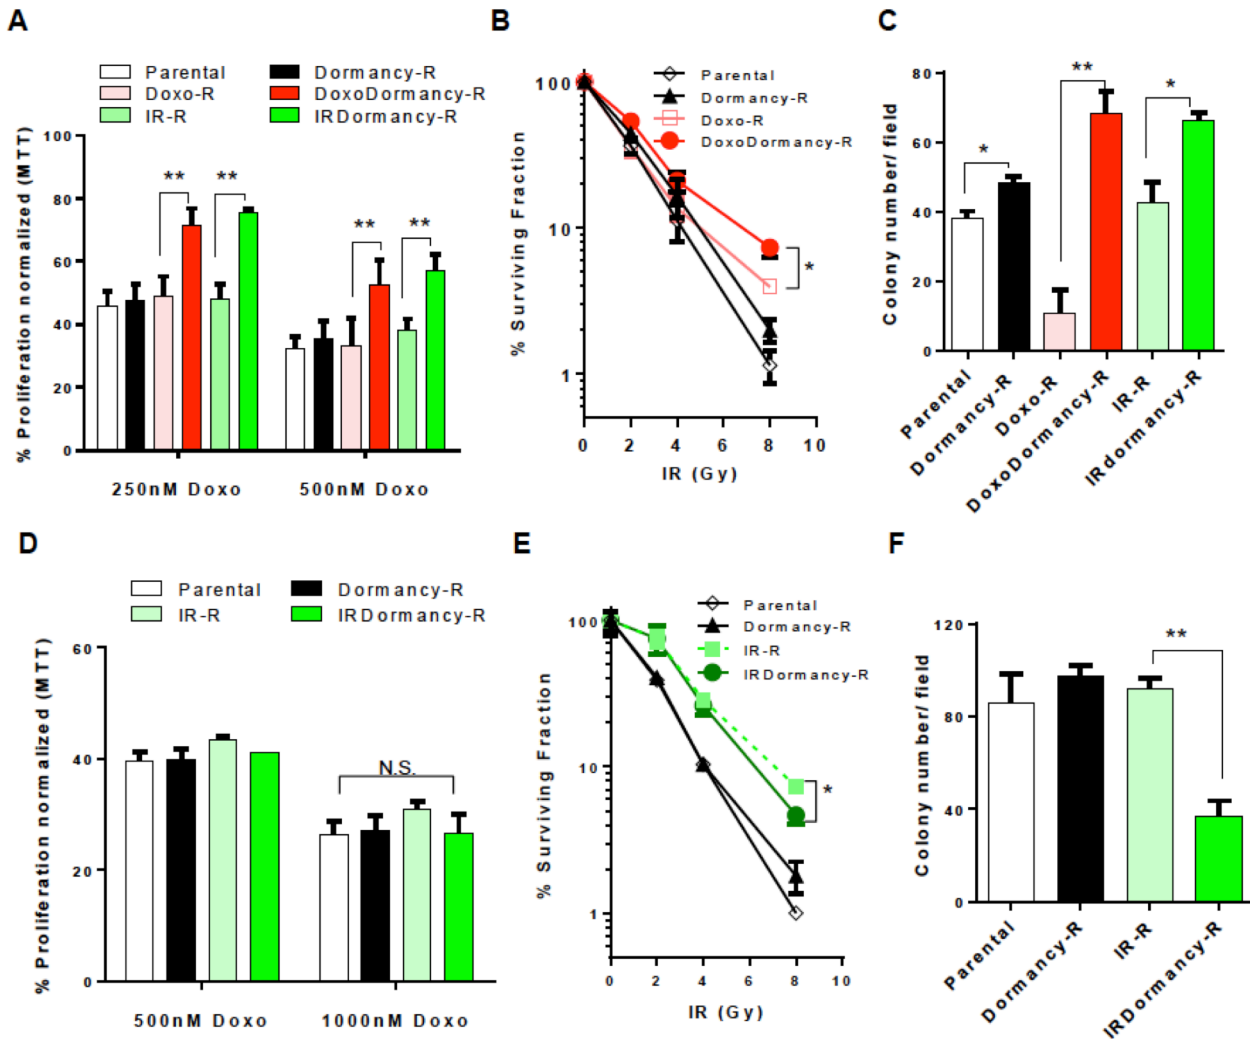 A
Parental
Dormancy-R
Doxo-R
DoxoDormancy-R
IR-R
IRDormancy-R
% Proliferation normalized (MTT)
100
80
60
40
20
0
**
**
**
**
250nM Doxo
500nM Doxo
B
Parental
Dormancy-R
Doxo-R
DoxoDormancy-R
% Surviving Fraction
100
10
1
*
0
2
4
6
8
10
IR (Gy)
C
Colony number/ field
80
60
40
20
0
*
**
*
Parental
Dormancy-R
Doxo-R
DoxoDormancy-R
IR-R
IRdormancy-R
D
Parental
Dormancy-R
IR-R
IRDormancy-R
% Proliferation normalized (MTT)
60
40
20
0
N.S.
500nM Doxo
1000nM Doxo
E
Parental
Dormancy-R
IR-R
IRDormancy-R
% Surviving Fraction
100
10
1
*
0
2
4
6
8
10
IR (Gy)
F
Colony number/ field
120
80
40
0
**
Parental
Dormancy-R
IR-R
IRDormancy-R